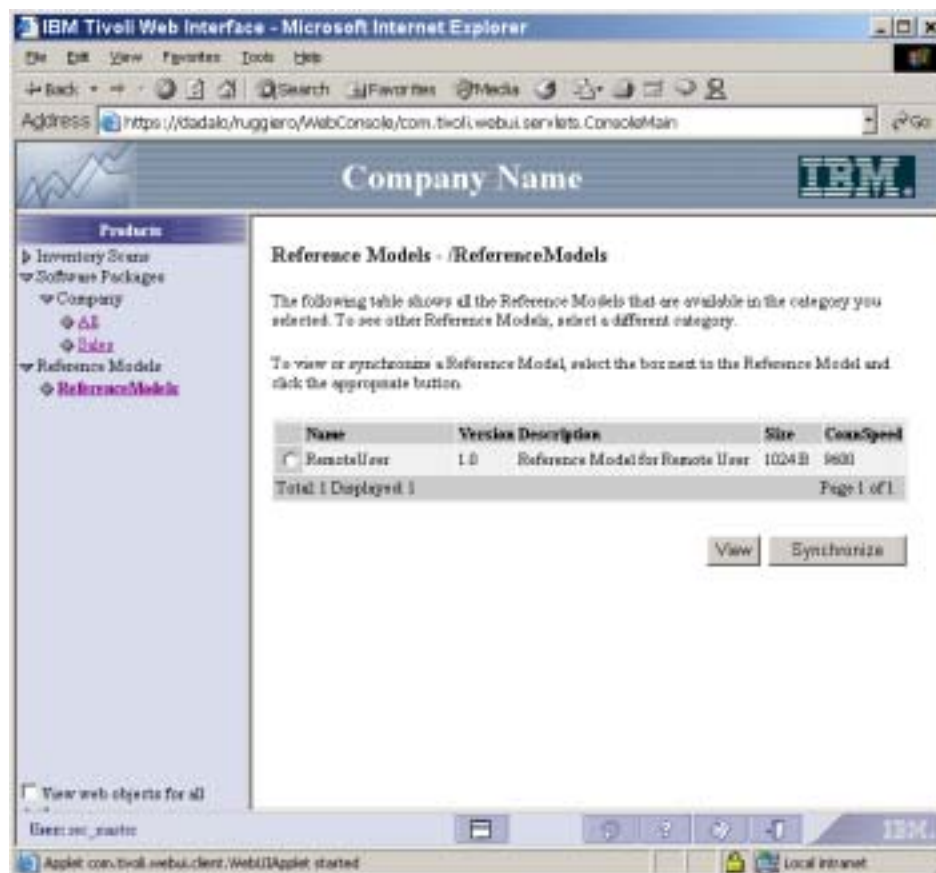 IBM Tivoli Web Interface - Microsoft Internet Explorer
File Edit View Favorites Tools Help
Back Search Favorites Media
Address https://dadalo/ruggiero/WebConsole/com.tivoli.webui.servlets.ConsoleMain Go
Company Name IBM.
Products
Inventory Scans
Software Packages
Company
All
Sales
Reference Models
ReferenceModels
Reference Models - /ReferenceModels
The following table shows all the Reference Models that are available in the category you
selected. To see other Reference Models, select a different category.
To view or synchronize a Reference Model, select the box next to the Reference Model and
click the appropriate button.
Name Version Description Size ConnSpeed
RemoteUser 1.0 Reference Model for Remote User 1024 B 9600
Total: 1 Displayed: 1 Page 1 of 1
View Synchronize
View web objects for all
User: sec_master
IBM.
Applet com.tivoli.webui.client.WebUIApplet started Local intranet